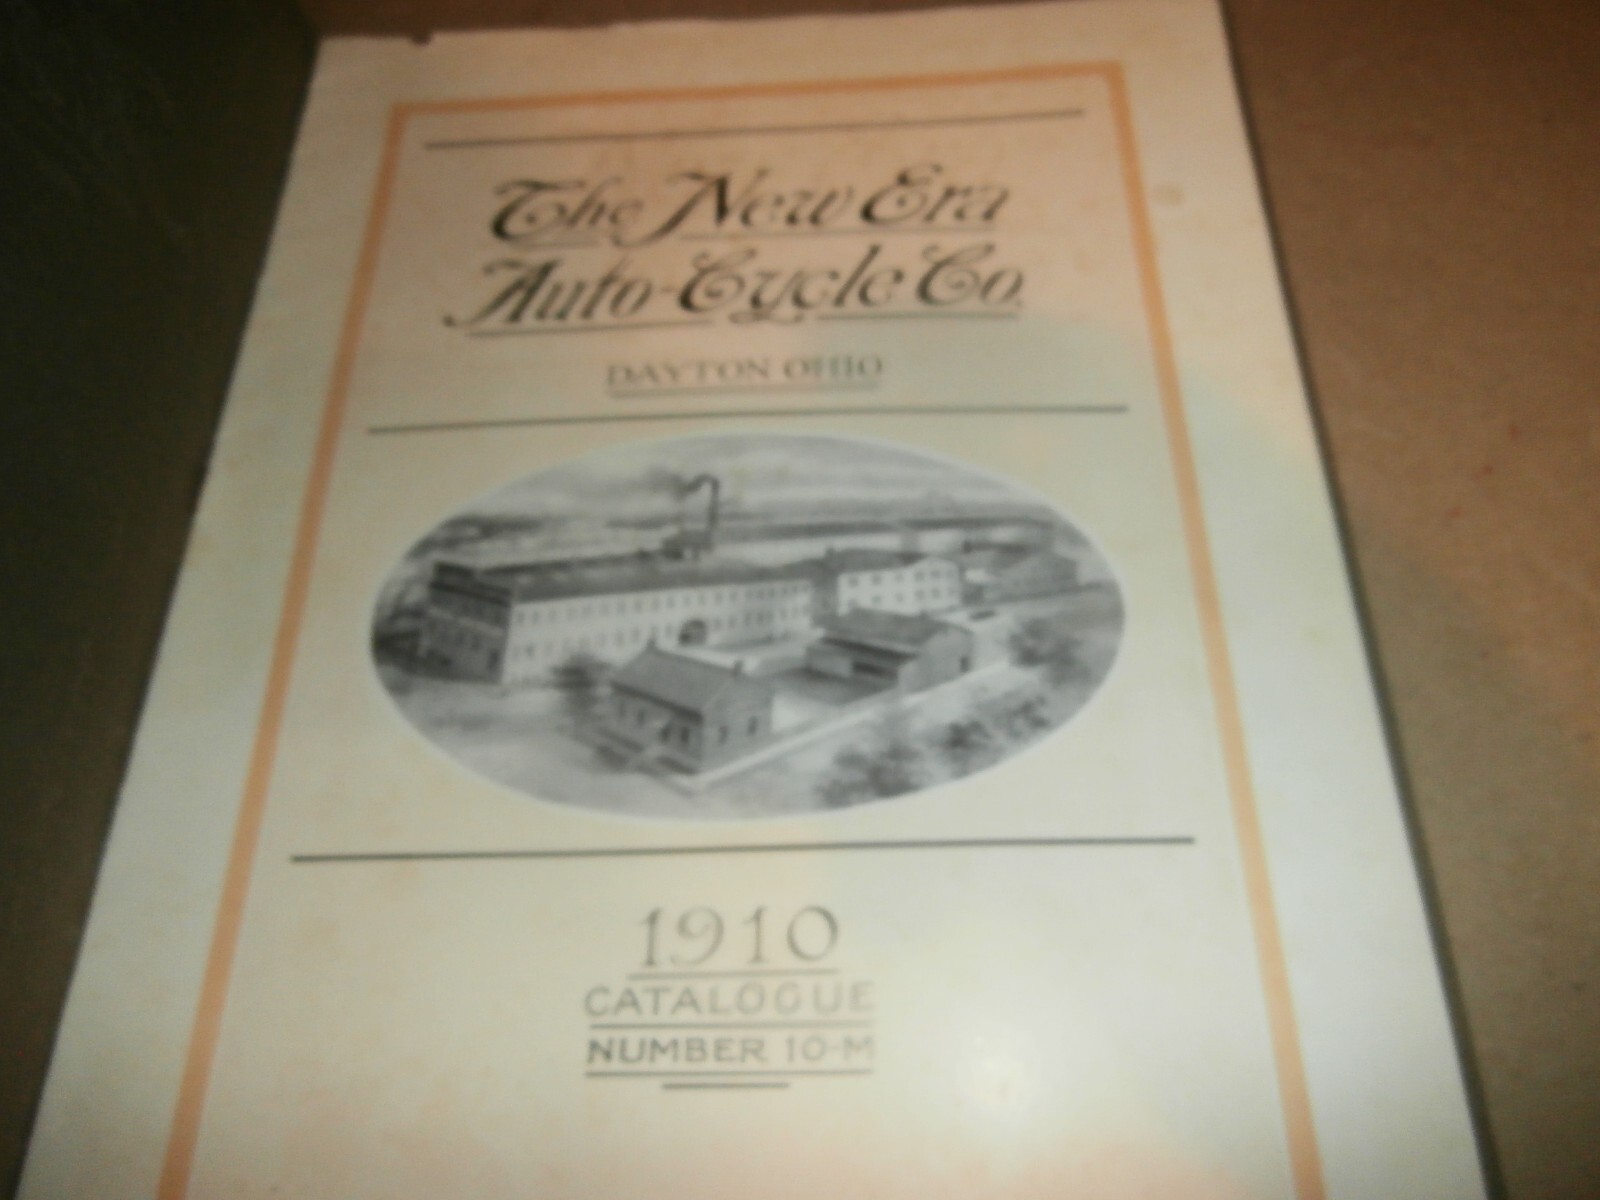 The New Era
Auto-Cycle Co.
DAYTON OHIO
1910
CATALOGUE
NUMBER 10-M